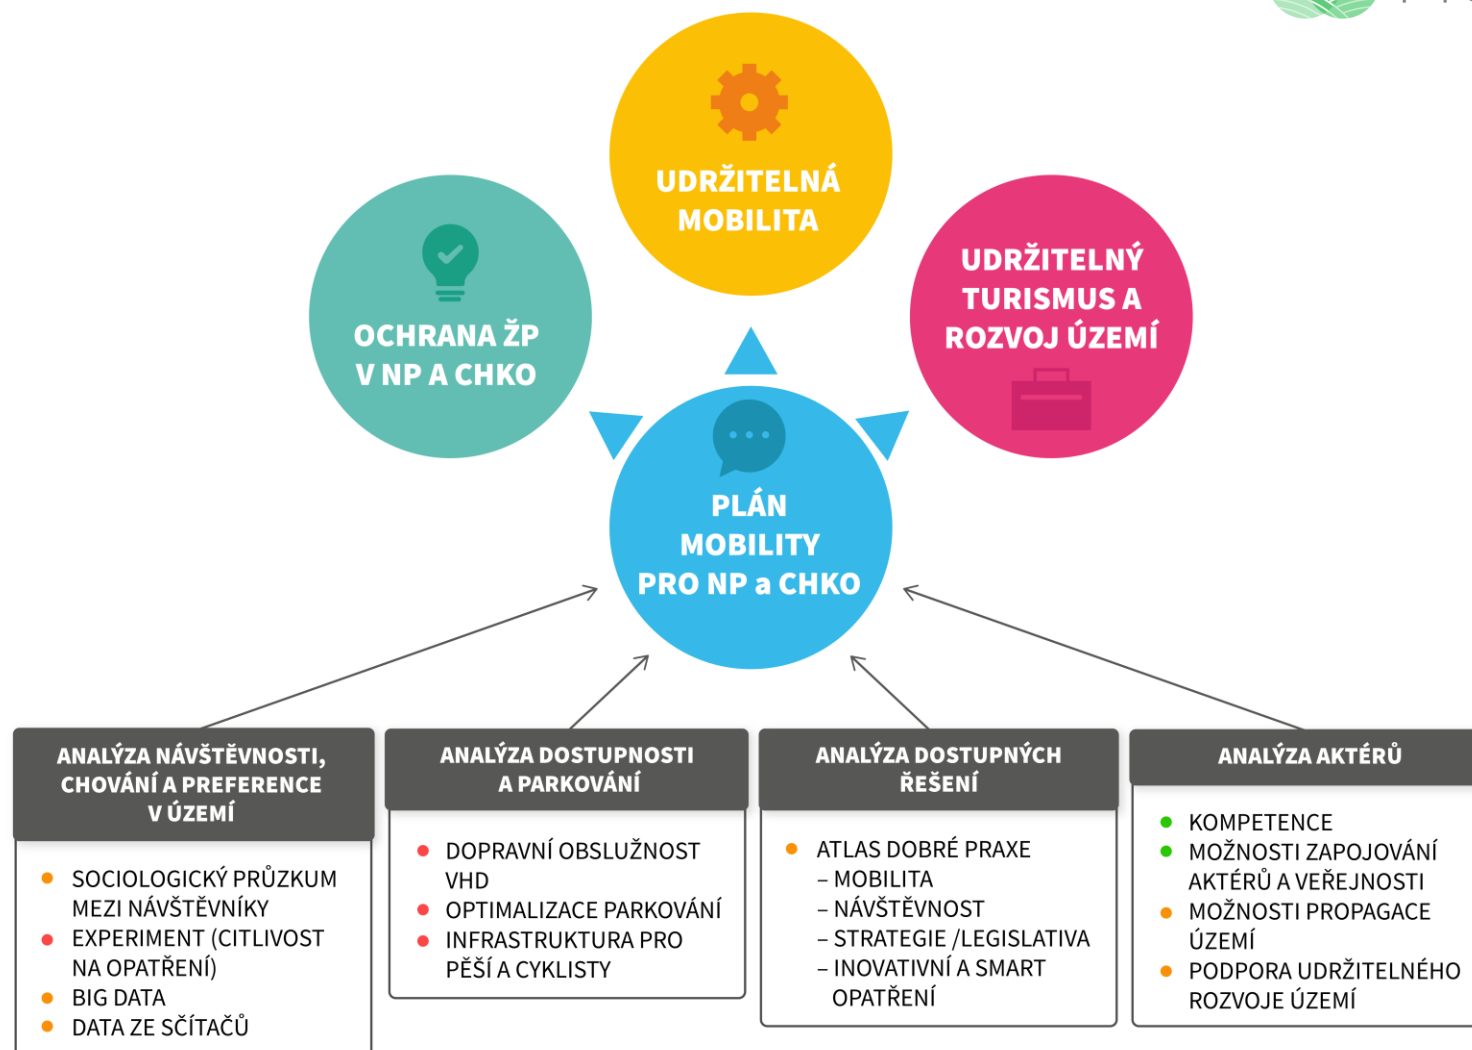 UDRŽITELNÁ
MOBILITA
OCHRANA ŽP
V NP A CHKO
UDRŽITELNÝ
TURISMUS A
ROZVOJ ÚZEMÍ
PLÁN
MOBILITY
PRO NP a CHKO
ANALÝZA NÁVŠTĚVNOSTI,
CHOVÁNÍ A PREFERENCE
V ÚZEMÍ
SOCIOLOGICKÝ PRŮZKUM
MEZI NÁVŠTĚVNÍKY
EXPERIMENT (CITLIVOST
NA OPATŘENÍ)
BIG DATA
DATA ZE SČÍTAČŮ
ANALÝZA DOSTUPNOSTI
A PARKOVÁNÍ
DOPRAVNÍ OBSLUŽNOST
VHD
OPTIMALIZACE PARKOVÁNÍ
INFRASTRUKTURA PRO
PĚŠÍ A CYKLISTY
ANALÝZA DOSTUPNÝCH
ŘEŠENÍ
ATLAS DOBRÉ PRAXE
– MOBILITA
– NÁVŠTĚVNOST
– STRATEGIE /LEGISLATIVA
– INOVATIVNÍ A SMART
OPATŘENÍ
ANALÝZA AKTÉRŮ
KOMPETENCE
MOŽNOSTI ZAPOJOVÁNÍ
AKTÉRŮ A VEŘEJNOSTI
MOŽNOSTI PROPAGACE
ÚZEMÍ
PODPORA UDRŽITELNÉHO
ROZVOJE ÚZEMÍ